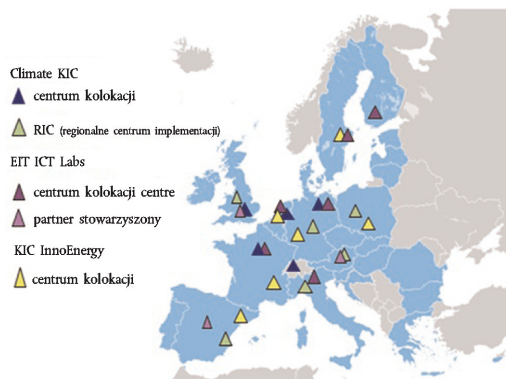 Climate KIC
centrum kolokacji
RIC (regionalne centrum implementacji)
EIT ICT Labs
centrum kolokacji centre
partner stowarzyszony
KIC InnoEnergy
centrum kolokacji